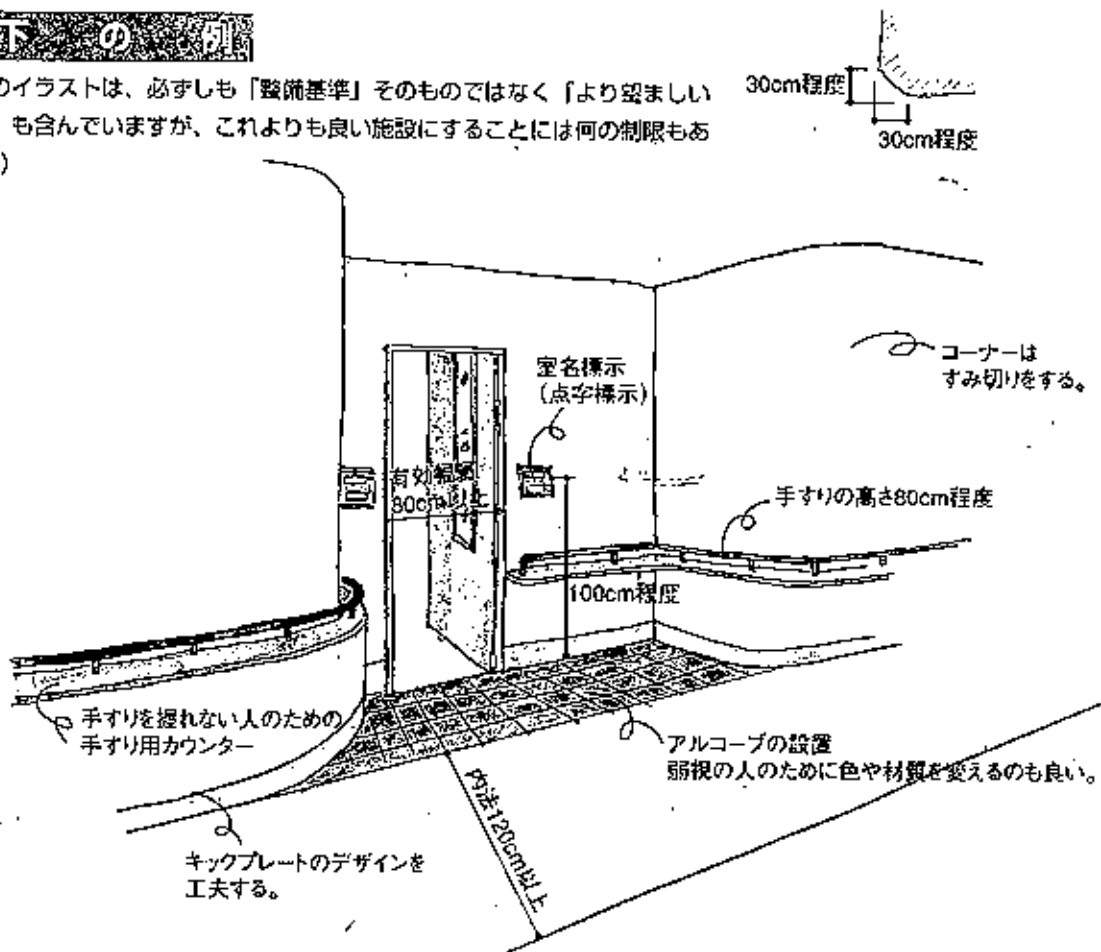 下の例
のイラストは、必ずしも「整備基準」そのものではなく「より望ましい
」も含んでいますが、これよりも良い施設にすることには何の制限もあ
）
30cm程度
30cm程度
コーナーは
すみ切りをする。
室名標示
（点字標示）
有効幅
80cm以上
手すりの高さ80cm程度
100cm程度
手すりを握れない人のための
手すり用カウンター
アルコーブの設置
弱視の人のために色や材質を変えるのも良い。
内法120cm以上
キックプレートのデザインを
工夫する。